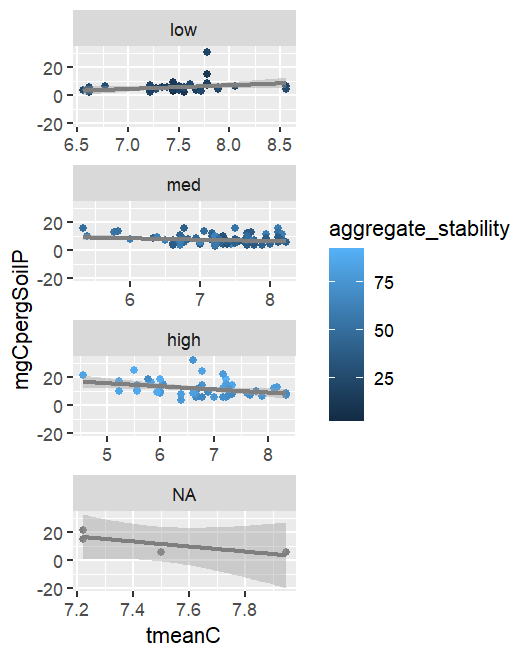 low
20
0
-20
6.5 7.0 7.5 8.0 8.5
med
20
0
-20
6 7 8
high
20
0
-20
5 6 7 8
NA
20
0
-20
7.2 7.4 7.6 7.8
tmeanC
mgCpergSoilP
aggregate_stability
75
50
25